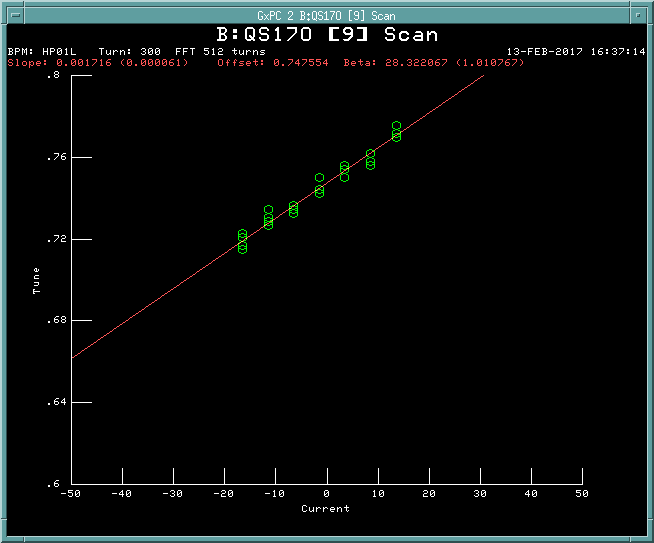 GxPC 2 B:QS17O [9] Scan
B:QS17O [9] Scan
BPM: HP01L Turn: 300 FFT 512 turns 13-FEB-2017 16:37:14
Slope: 0.001716 (0.000061) Offset: 0.747554 Beta: 28.322067 (1.010767)
.8
.76
.72
Tune
.68
.64
.6
-50 -40 -30 -20 -10 0 10 20 30 40 50
Current